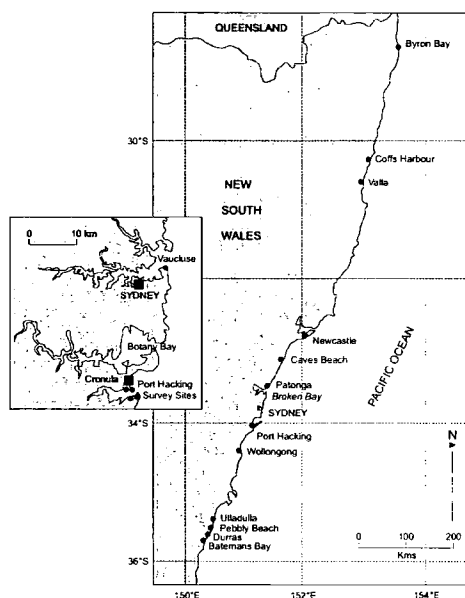 QUEENSLAND
Byron Bay
30°S
Coffs Harbour
Valla
NEW
SOUTH
WALES
0 10
km
Vaucluse
SYDNEY
Botany Bay
Cronulla
Port Hacking
Survey Sites
Newcastle
Caves Beach
Patonga
Broken Bay
SYDNEY
PACIFIC OCEAN
34°S
Port Hacking
Wollongong
N
Ulladulla
Pebbly Beach
Durras
Batemans Bay
0 100 200
Kms
36°S
150°E 152°E 154°E